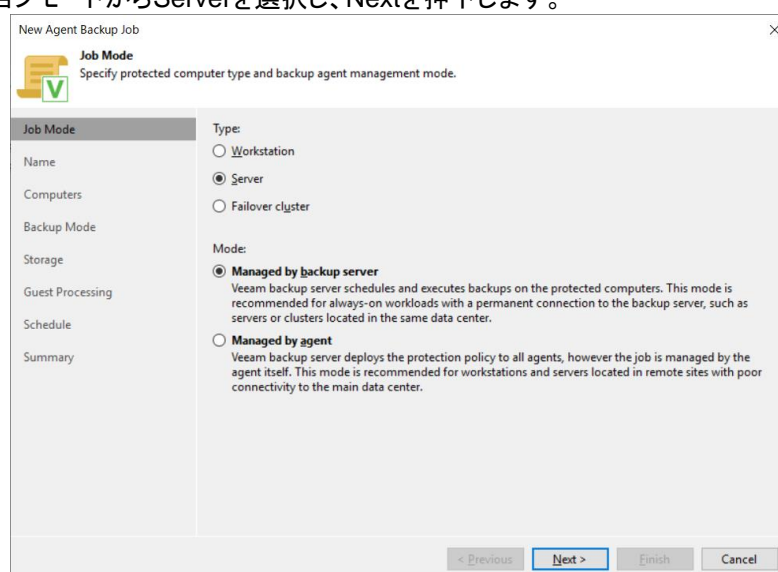 モードからServerを選択し、Nextを押下します。
New Agent Backup Job
Job Mode
Specify protected computer type and backup agent management mode.
Job Mode
Name
Computers
Backup Mode
Storage
Guest Processing
Schedule
Summary
Type:
Workstation
Server
Failover cluster
Mode:
Managed by backup server
Veeam backup server schedules and executes backups on the protected computers. This mode is
recommended for always-on workloads with a permanent connection to the backup server, such as
servers or clusters located in the same data center.
Managed by agent
Veeam backup server deploys the protection policy to all agents, however the job is managed by the
agent itself. This mode is recommended for workstations and servers located in remote sites with poor
connectivity to the main data center.
< Previous
Next >
Finish
Cancel